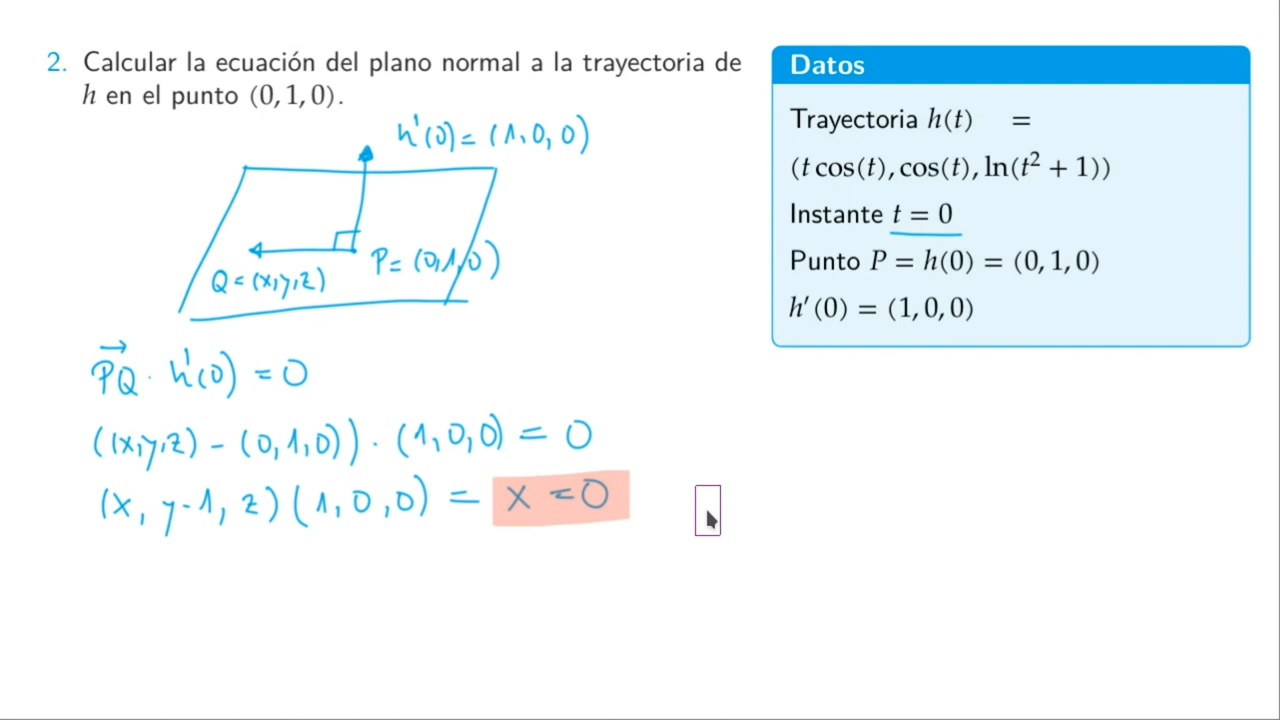 2. Calcular la ecuación del plano normal a la trayectoria de
h en el punto (0, 1, 0).
h'(0) = (1, 0, 0)
P = (0,1,0)
Q = (x,y,z)
PQ⃗ · h'(0) = 0
((x,y,z) - (0,1,0)) · (1,0,0) = 0
(x, y-1, z)(1,0,0) = x = 0
Datos
Trayectoria h(t) =
(t cos(t), cos(t), ln(t² + 1))
Instante t = 0
Punto P = h(0) = (0, 1, 0)
h′(0) = (1, 0, 0)